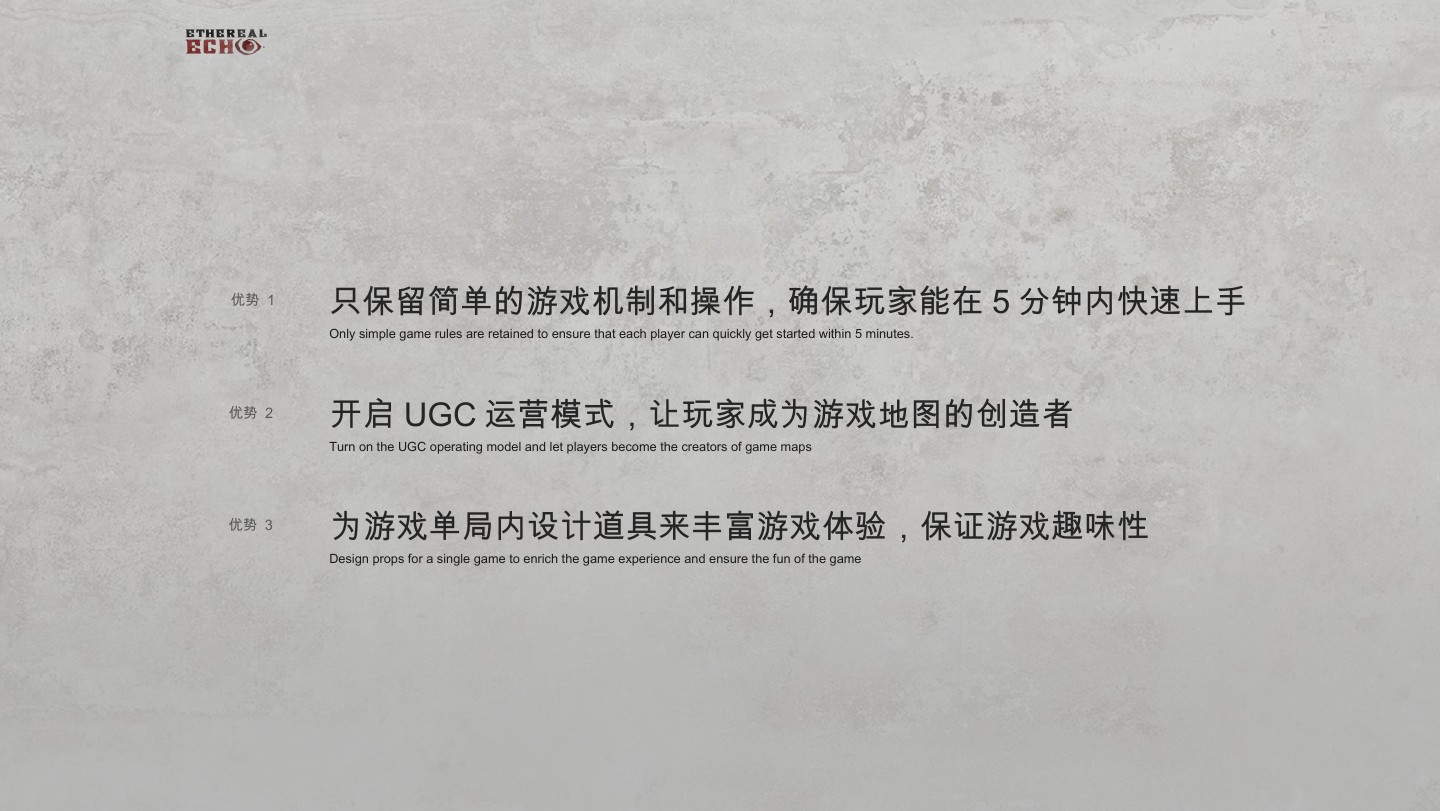 ETHEREAL
ECHO
优势 1
只保留简单的游戏机制和操作，确保玩家能在 5 分钟内快速上手
Only simple game rules are retained to ensure that each player can quickly get started within 5 minutes.
优势 2
开启 UGC 运营模式，让玩家成为游戏地图的创造者
Turn on the UGC operating model and let players become the creators of game maps
优势 3
为游戏单局内设计道具来丰富游戏体验，保证游戏趣味性
Design props for a single game to enrich the game experience and ensure the fun of the game